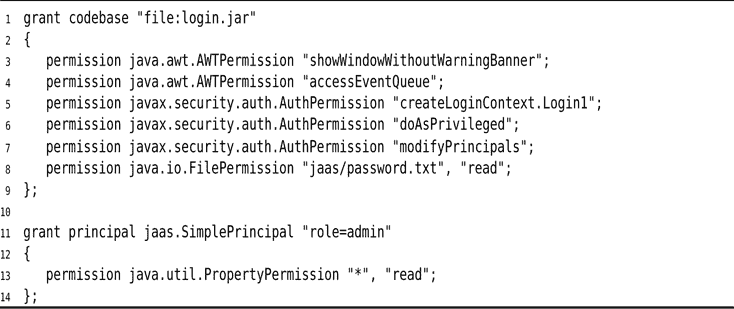 1 grant codebase "file:login.jar"
2 {
3    permission java.awt.AWTPermission "showWindowWithoutWarningBanner";
4    permission java.awt.AWTPermission "accessEventQueue";
5    permission javax.security.auth.AuthPermission "createLoginContext.Login1";
6    permission javax.security.auth.AuthPermission "doAsPrivileged";
7    permission javax.security.auth.AuthPermission "modifyPrincipals";
8    permission java.io.FilePermission "jaas/password.txt", "read";
9 };
10
11 grant principal jaas.SimplePrincipal "role=admin"
12 {
13    permission java.util.PropertyPermission "*", "read";
14 };